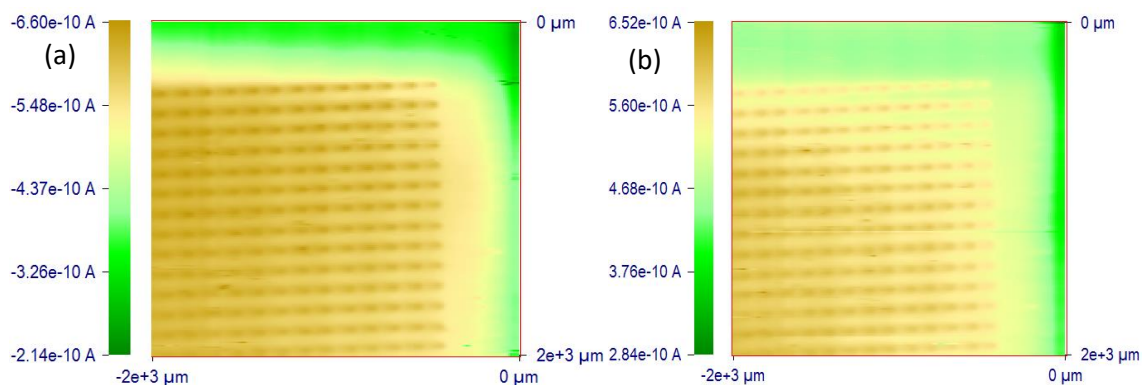 (a)
-6.60e-10 A
-5.48e-10 A
-4.37e-10 A
-3.26e-10 A
-2.14e-10 A
0 µm
2e+3 µm
-2e+3 µm
0 µm
(b)
6.52e-10 A
5.60e-10 A
4.68e-10 A
3.76e-10 A
2.84e-10 A
0 µm
2e+3 µm
-2e+3 µm
0 µm